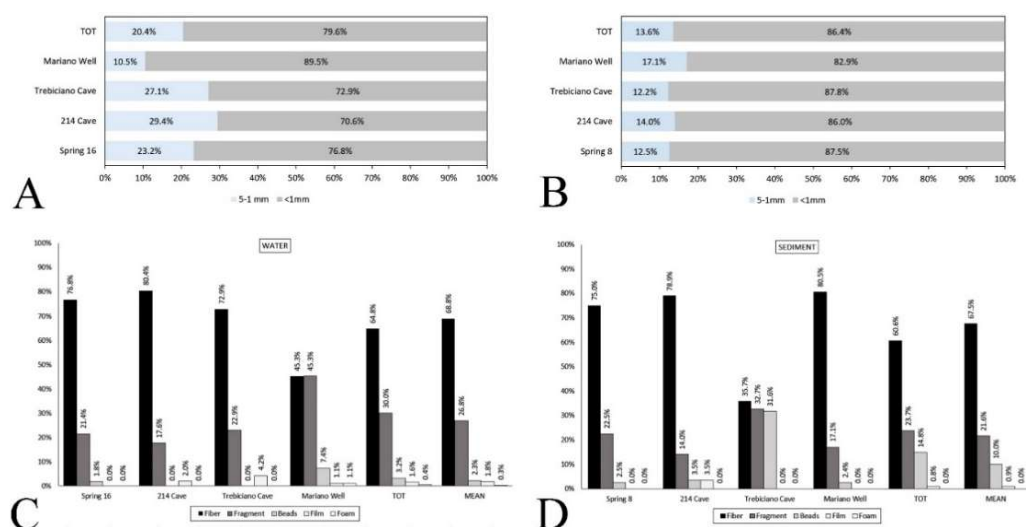 TOT 20.4% 79.6%
Mariano Well 10.5% 89.5%
Trebiciano Cave 27.1% 72.9%
214 Cave 29.4% 70.6%
Spring 16 23.2% 76.8%
0% 10% 20% 30% 40% 50% 60% 70% 80% 90% 100%
5-1 mm <1mm
A
TOT 13.6% 86.4%
Mariano Well 17.1% 82.9%
Trebiciano Cave 12.2% 87.8%
214 Cave 14.0% 86.0%
Spring 8 12.5% 87.5%
0% 10% 20% 30% 40% 50% 60% 70% 80% 90% 100%
5-1mm <1mm
B
WATER
100%
90%
80%
70%
60%
50%
40%
30%
20%
10%
0%
76.8% 21.4% 1.8% 0.0% 0.0%
80.4% 17.6% 0.0% 2.0% 0.0%
72.9% 22.9% 0.0% 4.2% 0.0%
45.3% 45.3% 7.4% 1.1% 1.1%
64.8% 30.0% 3.2% 1.6% 0.4%
68.8% 26.8% 2.3% 1.8% 0.3%
Spring 16 214 Cave Trebiciano Cave Mariano Well TOT MEAN
Fiber Fragment Beads Film Foam
C
SEDIMENT
100%
90%
80%
70%
60%
50%
40%
30%
20%
10%
0%
75.0% 22.5% 2.5% 0.0% 0.0%
78.9% 14.0% 3.5% 3.5% 0.0%
35.7% 32.7% 31.6% 0.0% 0.0%
80.5% 17.1% 2.4% 0.0% 0.0%
60.6% 23.7% 14.8% 0.8% 0.0%
67.5% 21.6% 10.0% 0.9% 0.0%
Spring 8 214 Cave Trebiciano Cave Mariano Well TOT MEAN
Fiber Fragment Beads Film Foam
D